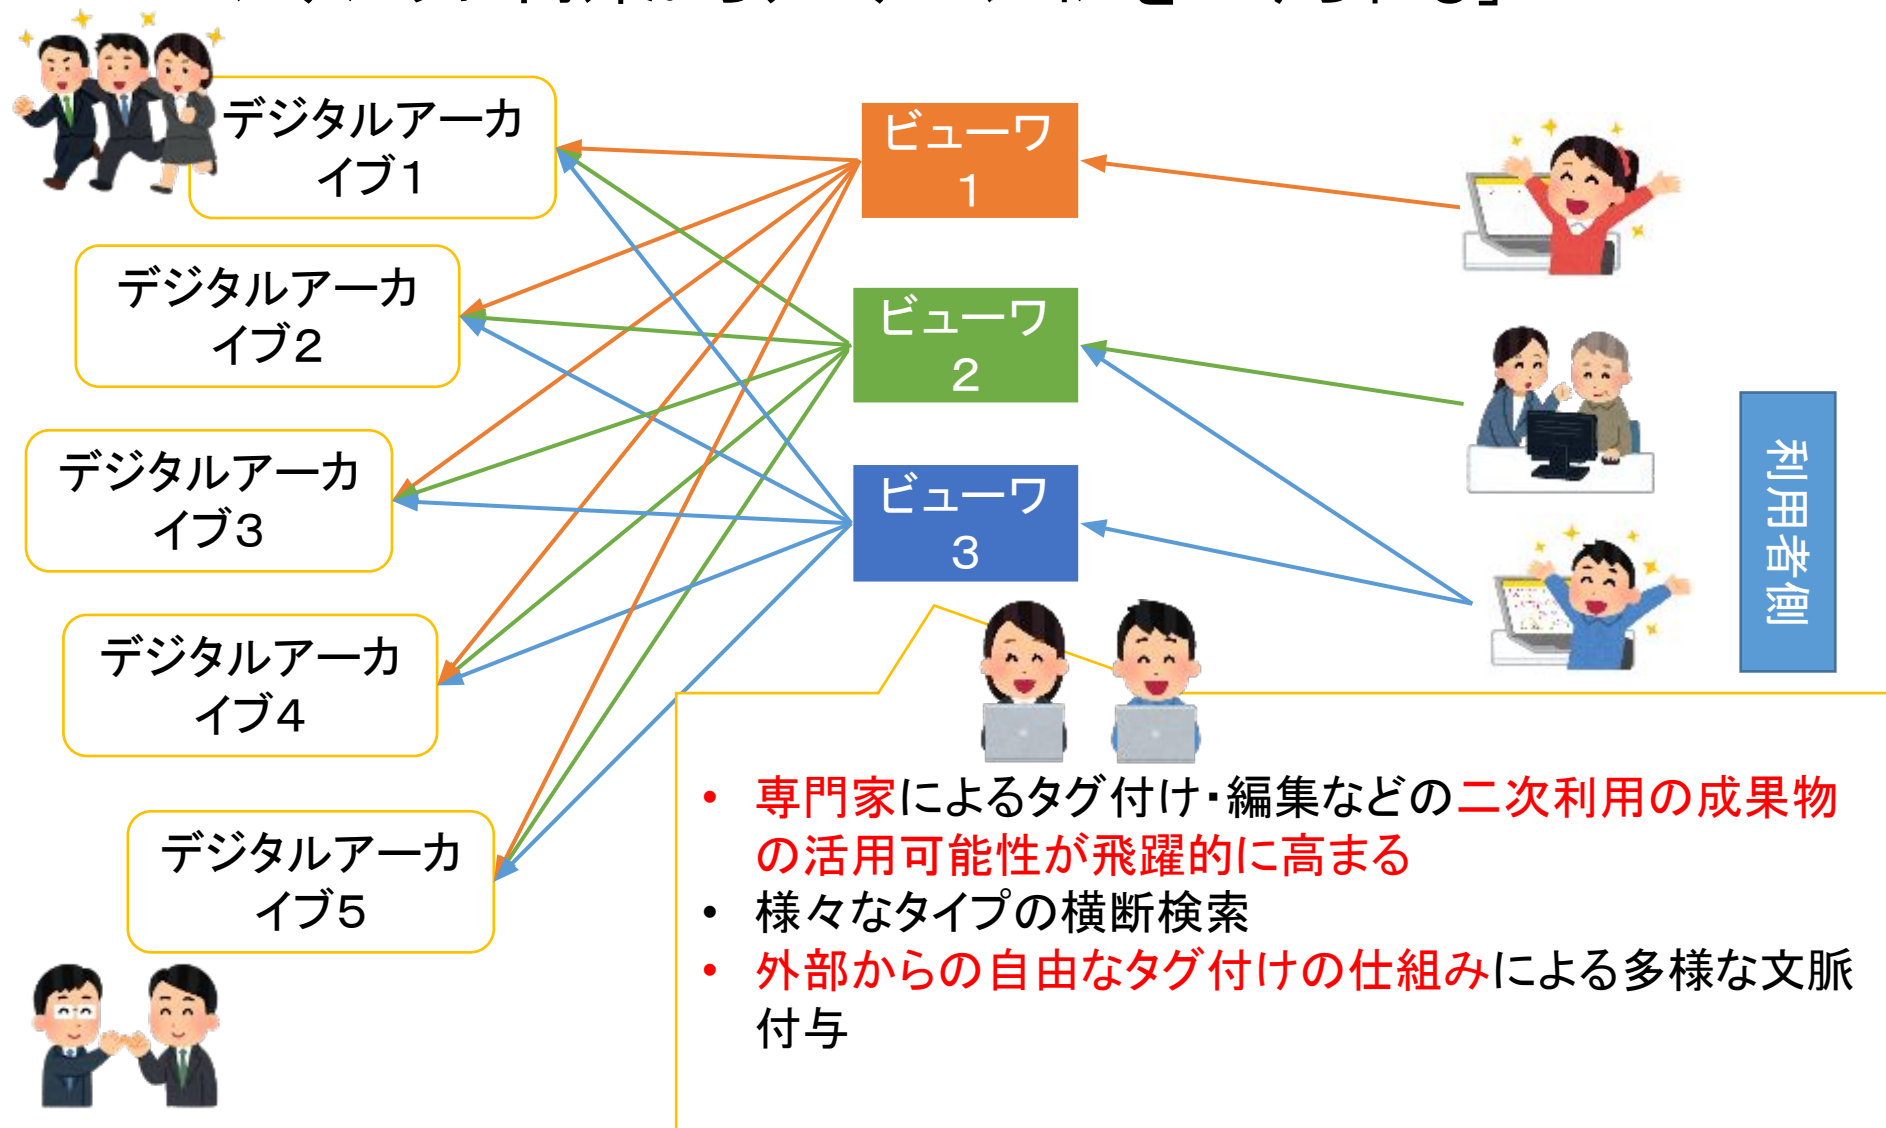 デジタルアーカ
イブ１
デジタルアーカ
イブ２
デジタルアーカ
イブ３
デジタルアーカ
イブ４
デジタルアーカ
イブ５
ビューワ
１
ビューワ
２
ビューワ
３
利用者側
• 専門家によるタグ付け・編集などの二次利用の成果物
の活用可能性が飛躍的に高まる
• 様々なタイプの横断検索
• 外部からの自由なタグ付けの仕組みによる多様な文脈
付与